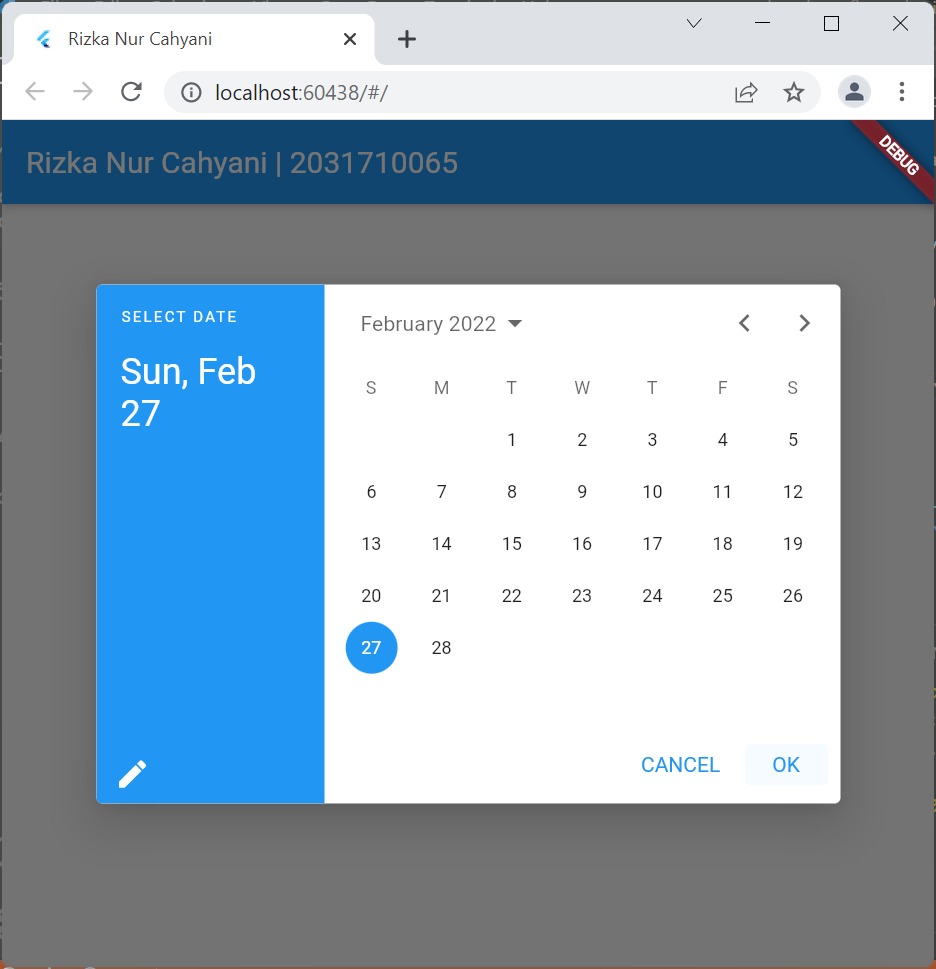 Rizka Nur Cahyani
localhost:60438/#/
Rizka Nur Cahyani | 2031710065
DEBUG
SELECT DATE
Sun, Feb
27
February 2022
S M T W T F S
1 2 3 4 5
6 7 8 9 10 11 12
13 14 15 16 17 18 19
20 21 22 23 24 25 26
27 28
CANCEL OK